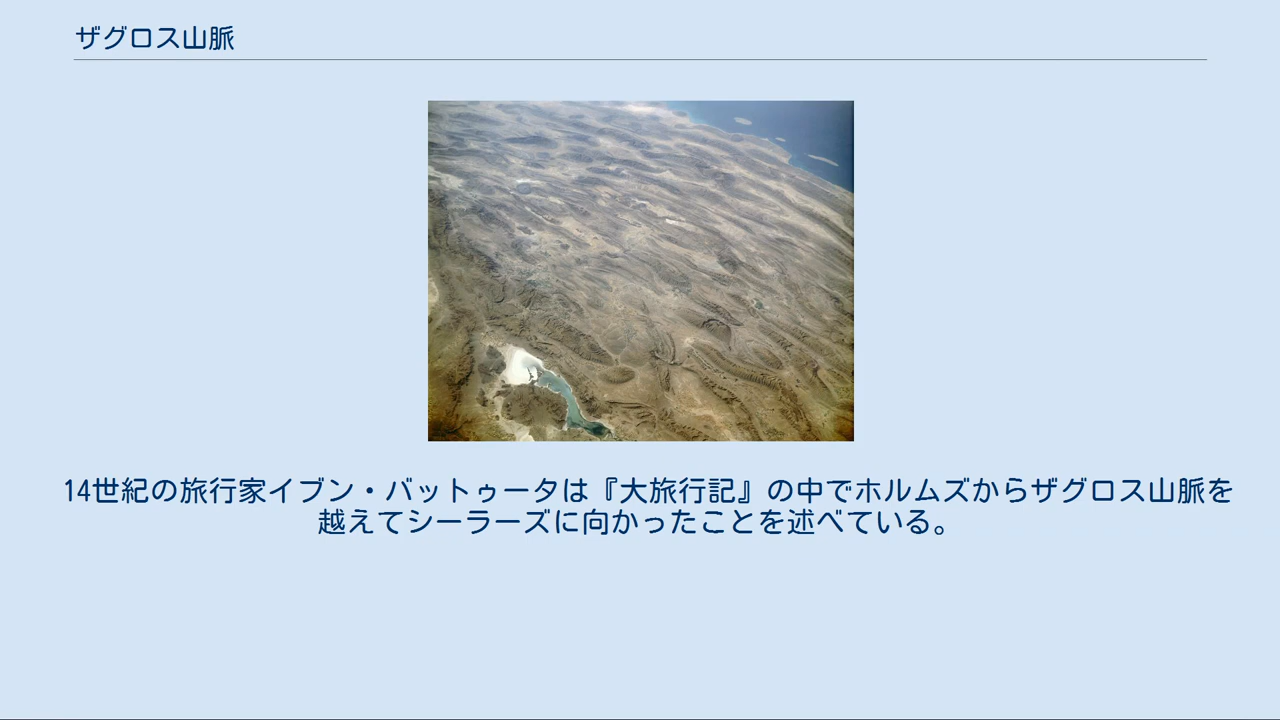 ザグロス山脈
14世紀の旅行家イブン・バットゥータは『大旅行記』の中でホルムズからザグロス山脈を
越えてシーラーズに向かったことを述べている。